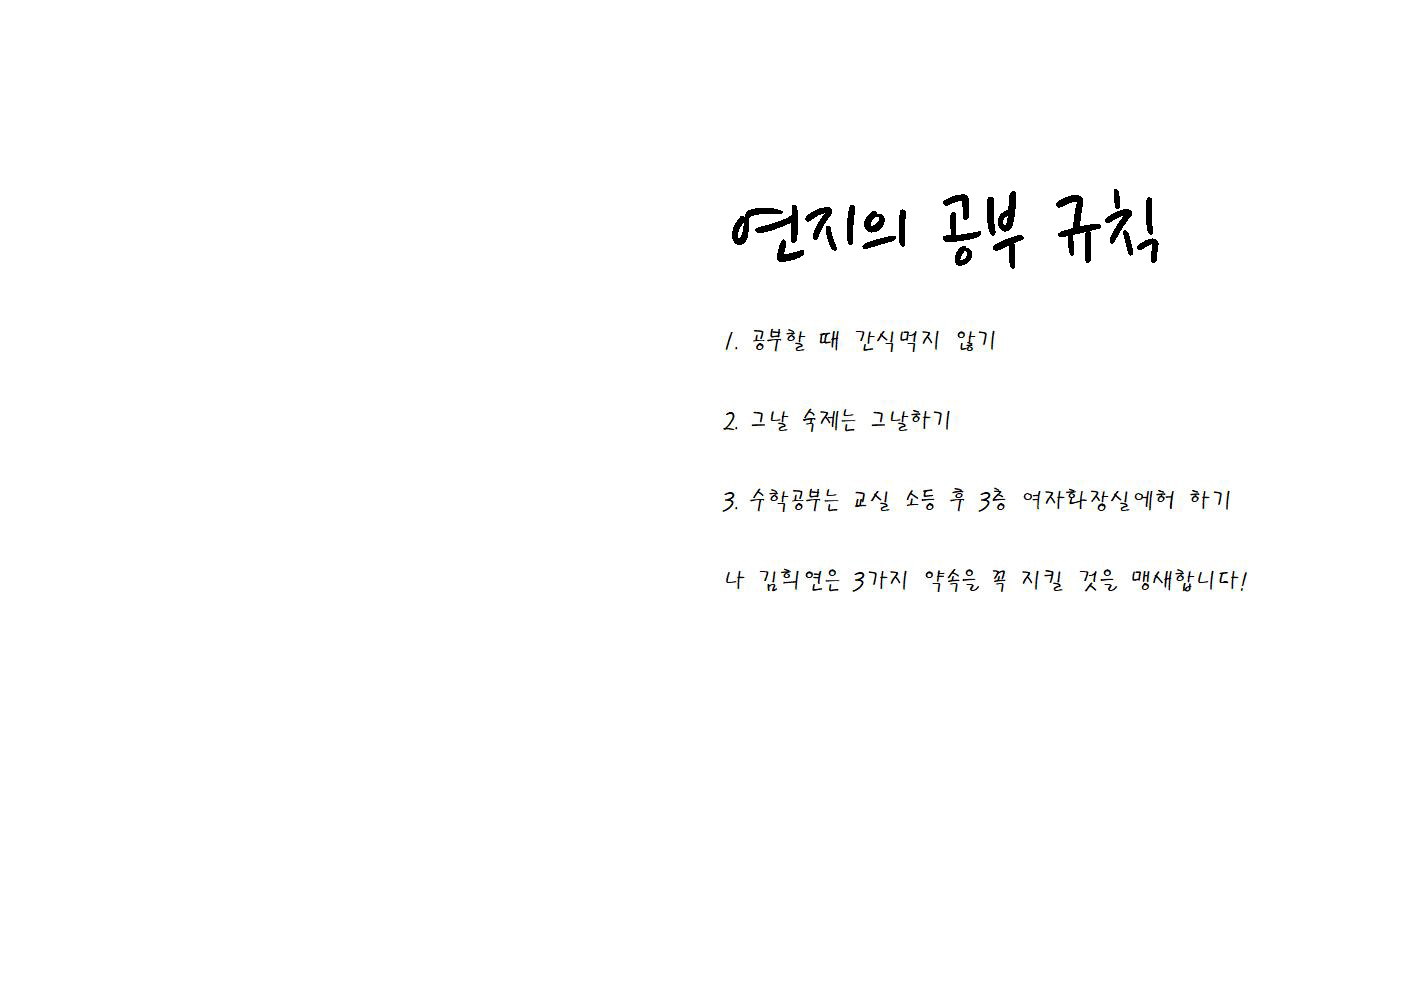 연지의 공부 규칙
1. 공부할 때 간식먹지 않기
2. 그날 숙제는 그날하기
3. 수학공부는 교실 소등 후 3층 여자화장실에허 하기
나 김희연은 3가지 약속을 꼭 지킬 것을 맹새합니다!